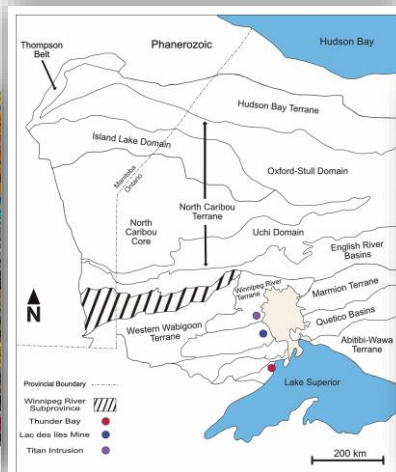 Thompson
Belt
Phanerozoic
Hudson Bay
Hudson Bay Terrane
Island Lake Domain
Oxford-Stull Domain
Manitoba
Ontario
North
Caribou
Core
North Caribou
Terrane
Uchi Domain
English River
Basins
Winnipeg River
Terrane
Marmion Terrane
Western Wabigoon
Terrane
Quetico Basins
Abitibi-Wawa
Terrane
N
Lake Superior
Provincial Boundary
Winnipeg River
Subprovince
Thunder Bay
Lac des Iles Mine
Titan Intrusion
200 km